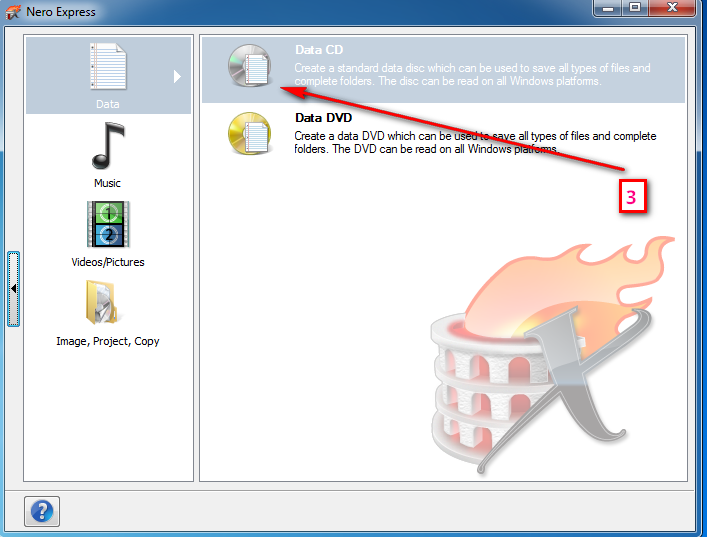 Nero Express
Data
Music
1
2
Videos/Pictures
Image, Project, Copy
Data CD
Create a standard data disc which can be used to save all types of files and
complete folders. The disc can be read on all Windows platforms.
Data DVD
Create a data DVD which can be used to save all types of files and complete
folders. The DVD can be read on all Windows platforms.
3
?